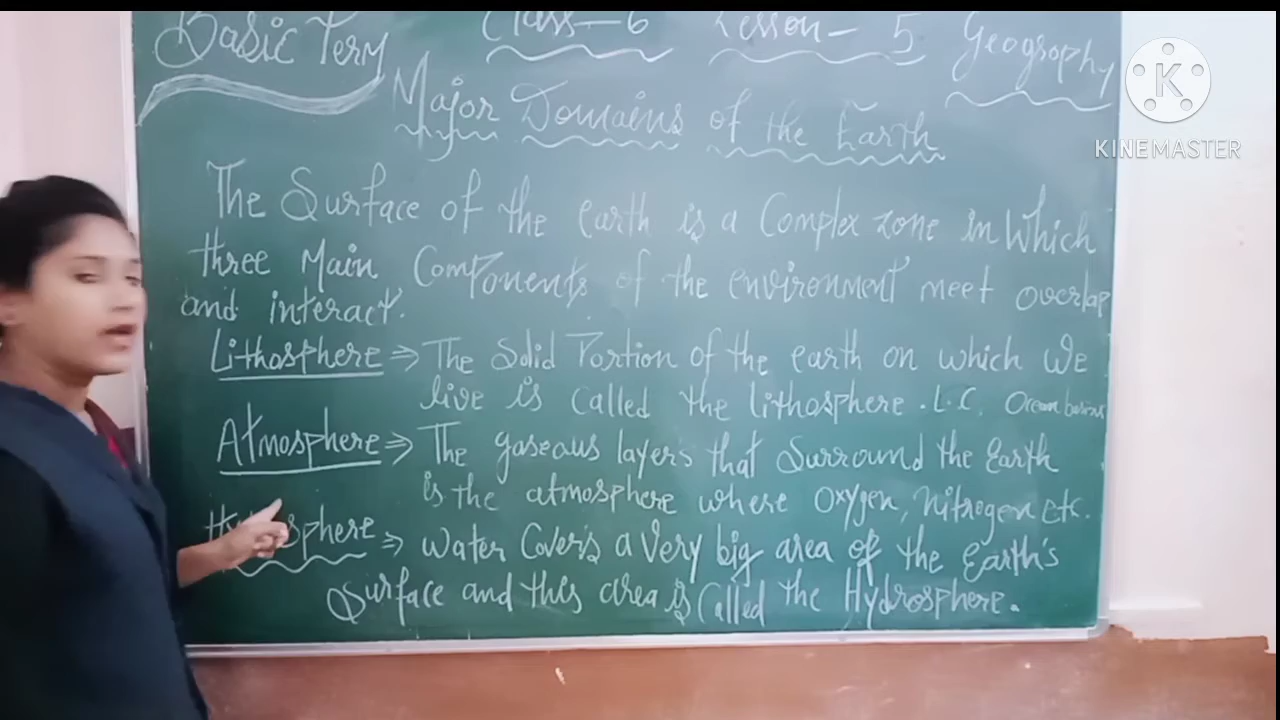 Basic Term Class-6 Lesson-5 Geography
Major Domains of the Earth
The Surface of the earth is a Complex zone in Which
three Main Components of the environment meet overlap
and interact.
Lithosphere ⇒ The Solid Portion of the earth on which We
live is Called the lithosphere. L.C. Ocean basins
Atmosphere ⇒ The gaseous layers that Surround the Earth
is the atmosphere where Oxygen, Nitrogen Etc.
Hydrosphere ⇒ Water Covers a Very big area of the Earth's
Surface and this area is Called the Hydrosphere.
K
KINEMASTER